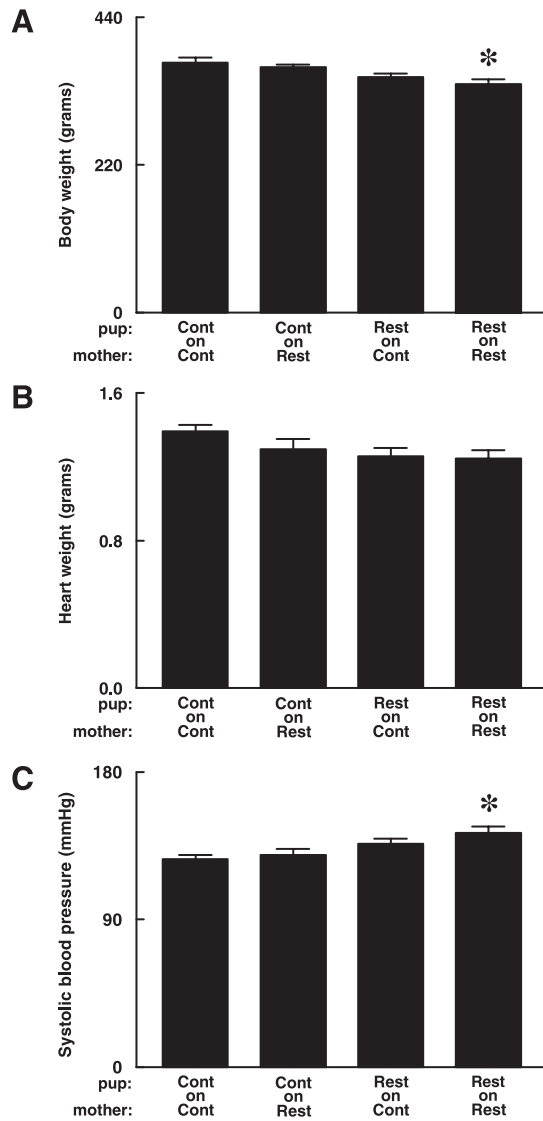 A
Body weight (grams)
440
*
220
0
pup: Cont Cont Rest Rest
on on on on
mother: Cont Rest Cont Rest
B
Heart weight (grams)
1.6
0.8
0.0
pup: Cont Cont Rest Rest
on on on on
mother: Cont Rest Cont Rest
C
Systolic blood pressure (mmHg)
180
*
90
0
pup: Cont Cont Rest Rest
on on on on
mother: Cont Rest Cont Rest